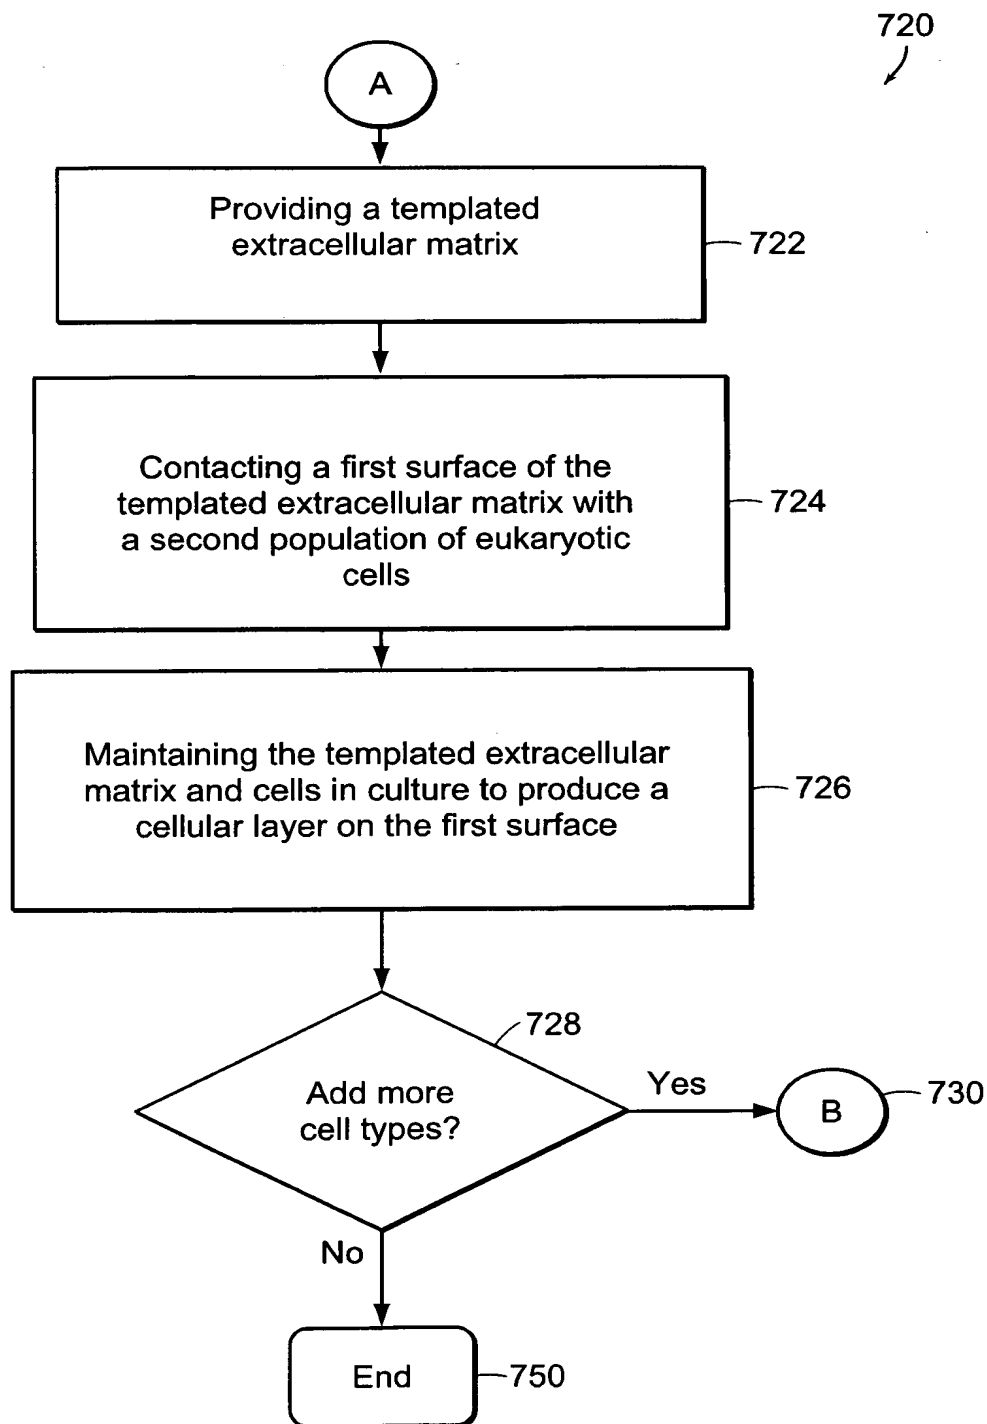 720
A
Providing a templated
extracellular matrix
722
Contacting a first surface of the
templated extracellular matrix with
a second population of eukaryotic
cells
724
Maintaining the templated extracellular
matrix and cells in culture to produce a
cellular layer on the first surface
726
728
Add more
cell types?
Yes
B
730
No
End
750